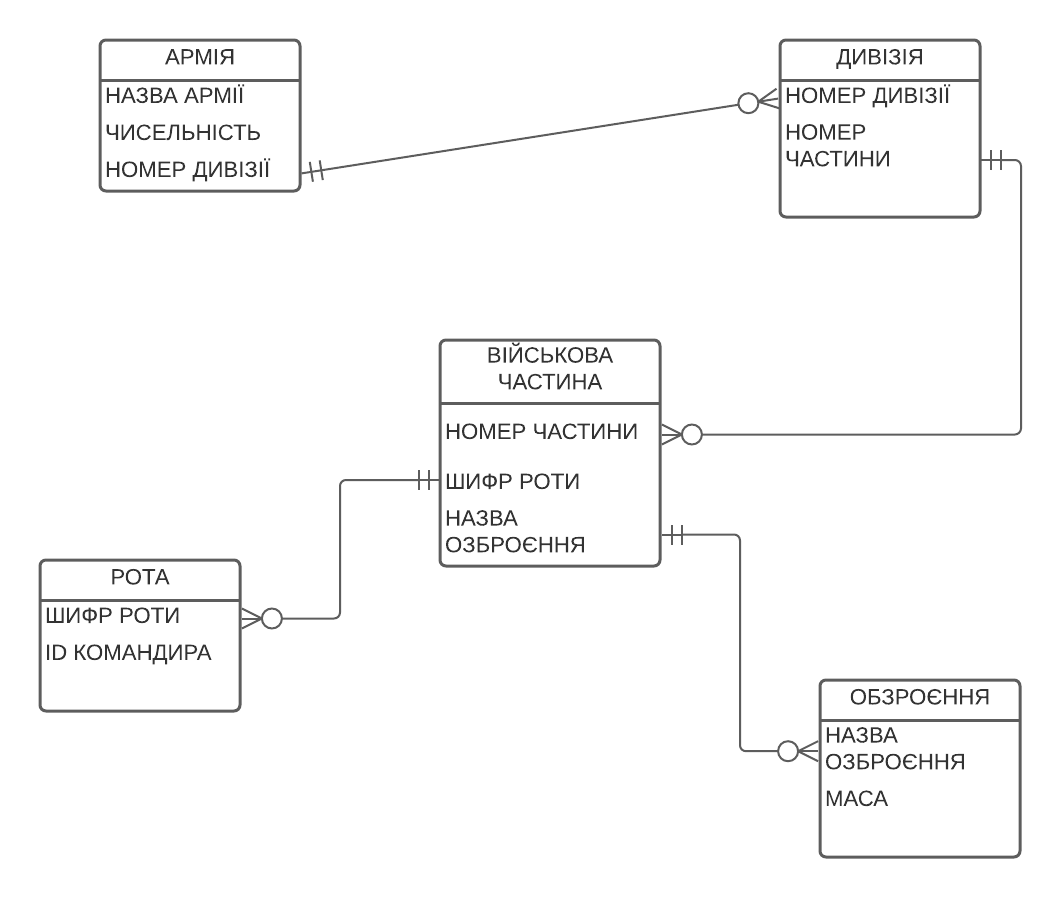 АРМІЯ
НАЗВА АРМІЇ
ЧИСЕЛЬНІСТЬ
НОМЕР ДИВІЗІЇ
ДИВІЗІЯ
НОМЕР ДИВІЗІЇ
НОМЕР
ЧАСТИНИ
ВІЙСЬКОВА
ЧАСТИНА
НОМЕР ЧАСТИНИ
ШИФР РОТИ
НАЗВА
ОЗБРОЄННЯ
РОТА
ШИФР РОТИ
ID КОМАНДИРА
ОБЗРОЄННЯ
НАЗВА
ОЗБРОЄННЯ
МАСА